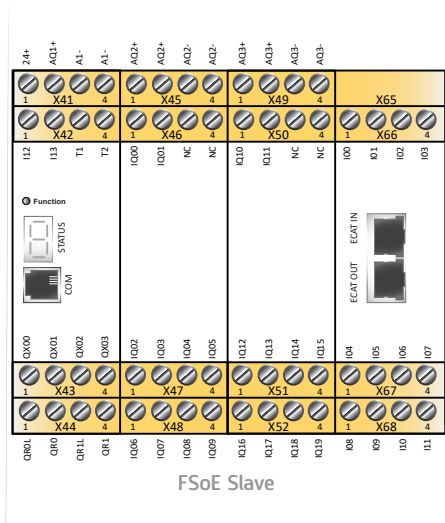 24+ AQ1+ A1- A1- AQ2+ AQ2+ AQ2- AQ2- AQ3+ AQ3+ AQ3- AQ3-
1 X41 4 1 X45 4 1 X49 4 X65
1 X42 4 1 X46 4 1 X50 4 1 X66 4
I12 I13 T1 T2 IQ00 IQ01 NC NC IQ10 IQ11 NC NC I00 I01 I02 I03
Function
STATUS
COM
ECAT IN
ECAT OUT
QX00 QX01 QX02 QX03 IQ02 IQ03 IQ04 IQ05 IQ12 IQ13 IQ14 IQ15 I04 I05 I06 I07
1 X43 4 1 X47 4 1 X51 4 1 X67 4
1 X44 4 1 X48 4 1 X52 4 1 X68 4
QR0L QR0 QR1L QR1 IQ06 IQ07 IQ08 IQ09 IQ16 IQ17 IQ18 IQ19 I08 I09 I10 I11
FSoE Slave